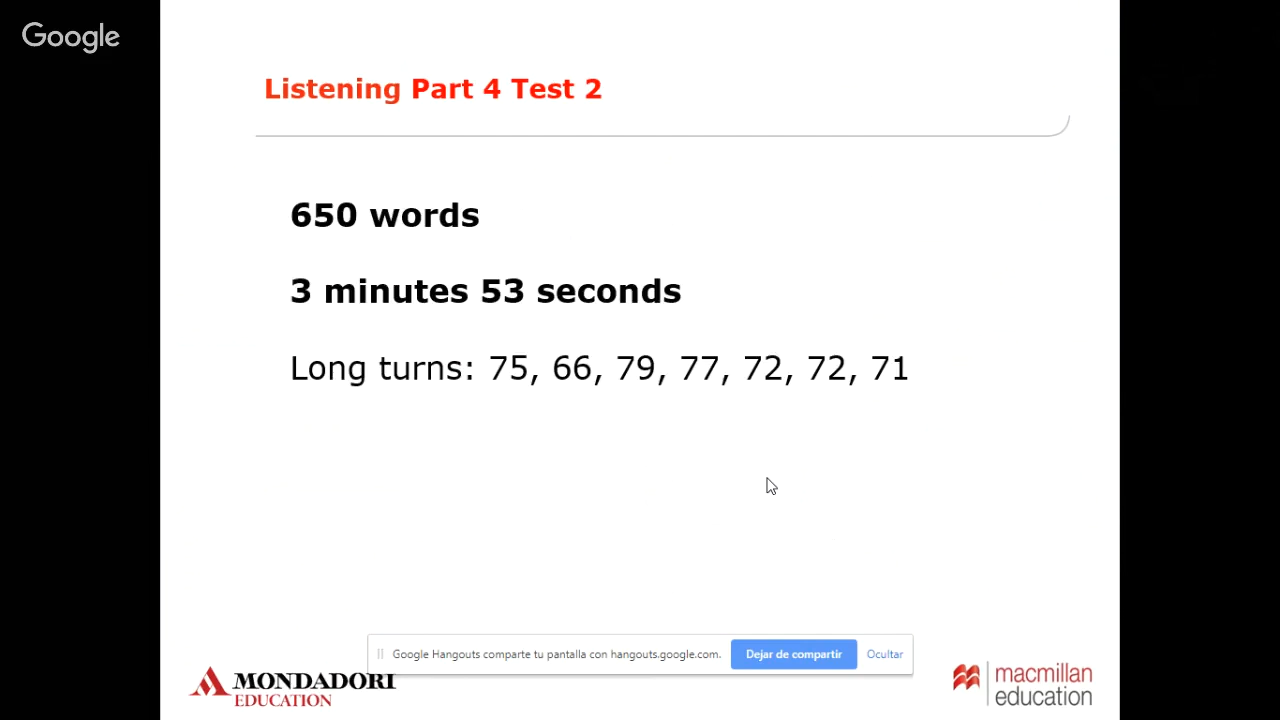 Google
Listening Part 4 Test 2
650 words
3 minutes 53 seconds
Long turns: 75, 66, 79, 77, 72, 72, 71
Google Hangouts comparte tu pantalla con hangouts.google.com. Dejar de compartir Ocultar
MONDADORI
EDUCATION
macmillan
education